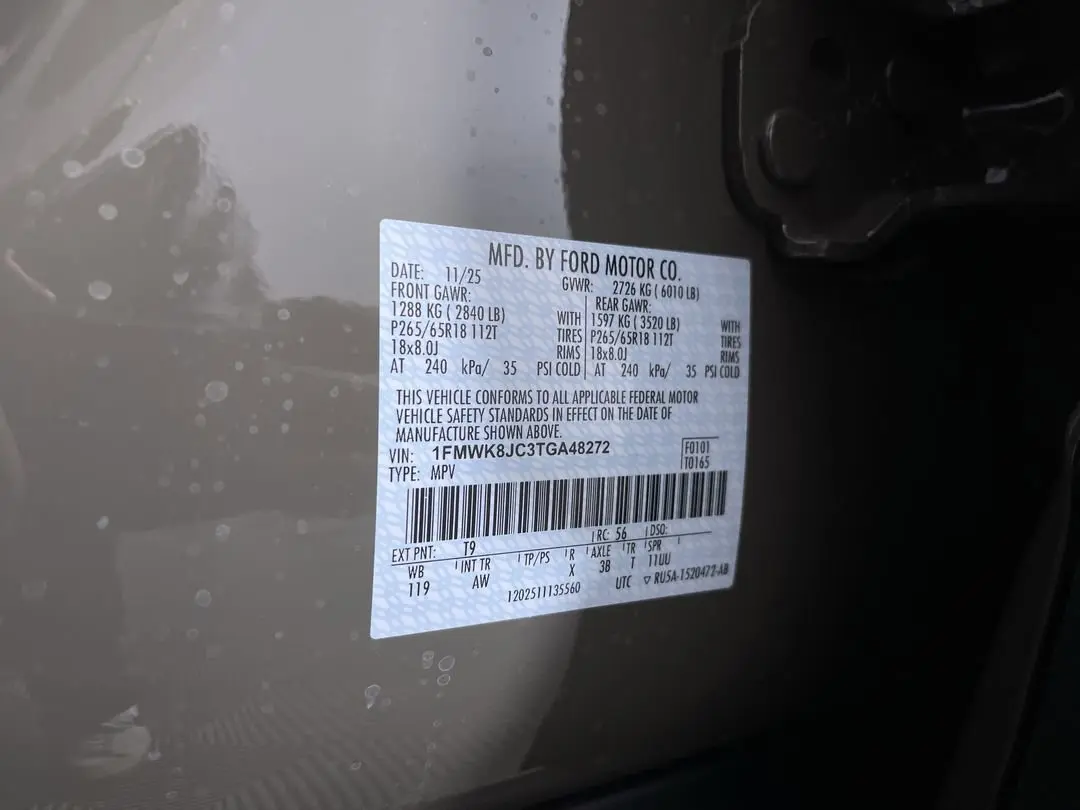 MFD. BY FORD MOTOR CO.
DATE: 11/25 GVWR: 2726 KG ( 6010 LB)
FRONT GAWR: REAR GAWR:
1288 KG ( 2840 LB) WITH 1597 KG ( 3520 LB) WITH
P265/65R18 112T TIRES P265/65R18 112T TIRES
18x8.0J RIMS 18x8.0J RIMS
AT 240 kPa/ 35 PSI COLD AT 240 kPa/ 35 PSI COLD
THIS VEHICLE CONFORMS TO ALL APPLICABLE FEDERAL MOTOR
VEHICLE SAFETY STANDARDS IN EFFECT ON THE DATE OF
MANUFACTURE SHOWN ABOVE.
VIN: 1FMWK8JC3TGA48272 F0101
TYPE: MPV T0165
EXT PNT: T9 RC: 56 DSO:
WB INT TR TP/PS R AXLE TR SPR
119 AW X 3B T 11UU
1202511135560 UTC ▽ RU5A-1520472-AB